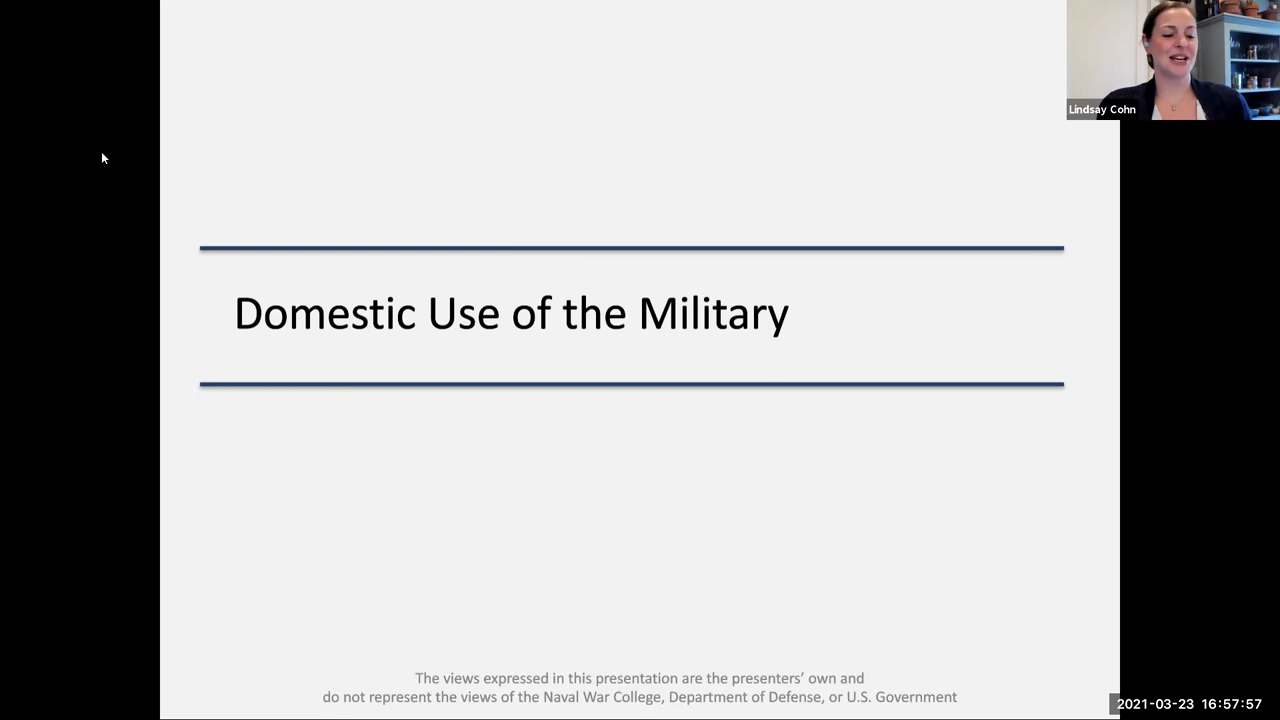 Lindsay Cohn
Domestic Use of the Military
The views expressed in this presentation are the presenters’ own and
do not represent the views of the Naval War College, Department of Defense, or U.S. Government
2021-03-23 16:57:57